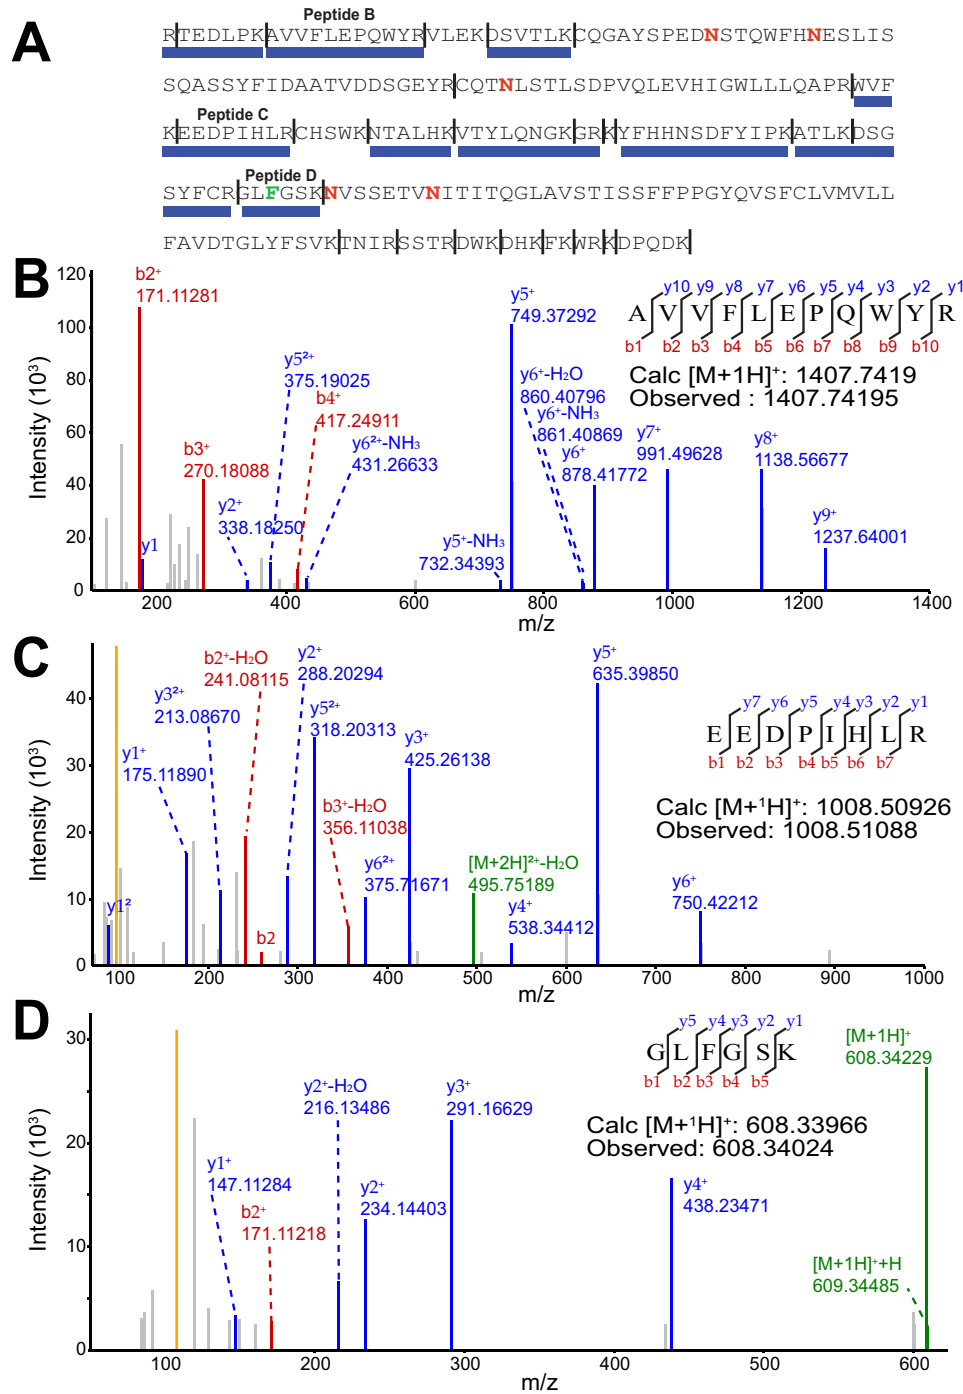 A
Peptide B
RTEDLPKAVVFLEPQWYRVLEKDSVTLKCQGAYSPEDNSTQWFHNESLIS
SQASSYFIDAATVDDSGEYRCQTNLSTLSDPVQLEVHIGWLLLQAPRWVF
Peptide C
KEEDPIHLRCHSWKNTALHKVTYLQNGKGRKYFHHNSDFYIPKATLKDSG
Peptide D
SYFCRGLFGSKNVSSETVNITITQGLAVSTISSFFPPGYQVSFCLVMVLL
FAVDTGLYFSVKTNIRSSTRDWKDHKFKWRKDPQDK
B
Intensity (10³)
120
100
80
60
40
20
0
b2⁺
171.11281
y1
b3⁺
270.18088
y2⁺
338.18250
y5²⁺
375.19025
b4⁺
417.24911
y6²⁺-NH₃
431.26633
y5⁺-NH₃
732.34393
y5⁺
749.37292
y6⁺-H₂O
860.40796
y6⁺-NH₃
861.40869
y6⁺
878.41772
y7⁺
991.49628
y8⁺
1138.56677
y9⁺
1237.64001
y10 y9 y8 y7 y6 y5 y4 y3 y2 y1
A V V F L E P Q W Y R
b1 b2 b3 b4 b5 b6 b7 b8 b9 b10
Calc [M+1H]⁺: 1407.7419
Observed : 1407.74195
200 400 600 800 1000 1200 1400
m/z
C
Intensity (10³)
40
30
20
10
0
y1²
y1⁺
175.11890
y3²⁺
213.08670
b2⁺-H₂O
241.08115
b2
y2⁺
288.20294
y5²⁺
318.20313
b3⁺-H₂O
356.11038
y6²⁺
375.71671
y3⁺
425.26138
[M+2H]²⁺-H₂O
495.75189
y4⁺
538.34412
y5⁺
635.39850
y6⁺
750.42212
y7 y6 y5 y4 y3 y2 y1
E E D P I H L R
b1 b2 b3 b4 b5 b6 b7
Calc [M+¹H]⁺: 1008.50926
Observed: 1008.51088
100 200 300 400 500 600 700 800 900 1000
m/z
D
Intensity (10³)
30
20
10
0
y1⁺
147.11284
b2⁺
171.11218
y2⁺-H₂O
216.13486
y2⁺
234.14403
y3⁺
291.16629
y4⁺
438.23471
[M+1H]⁺
608.34229
[M+1H]⁺+H
609.34485
y5 y4 y3 y2 y1
G L F G S K
b1 b2 b3 b4 b5
Calc [M+¹H]⁺: 608.33966
Observed: 608.34024
100 200 300 400 500 600
m/z